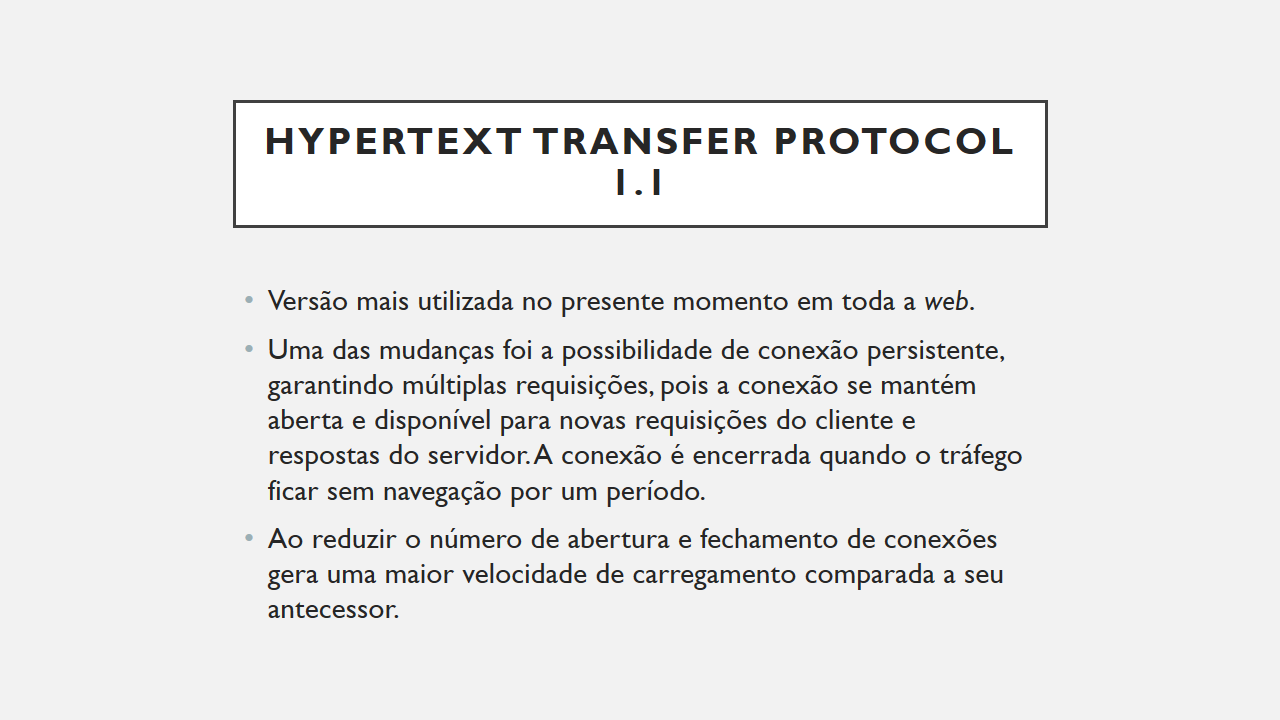 HYPERTEXT TRANSFER PROTOCOL
1.1
• Versão mais utilizada no presente momento em toda a web.
• Uma das mudanças foi a possibilidade de conexão persistente,
garantindo múltiplas requisições, pois a conexão se mantém
aberta e disponível para novas requisições do cliente e
respostas do servidor. A conexão é encerrada quando o tráfego
ficar sem navegação por um período.
• Ao reduzir o número de abertura e fechamento de conexões
gera uma maior velocidade de carregamento comparada a seu
antecessor.